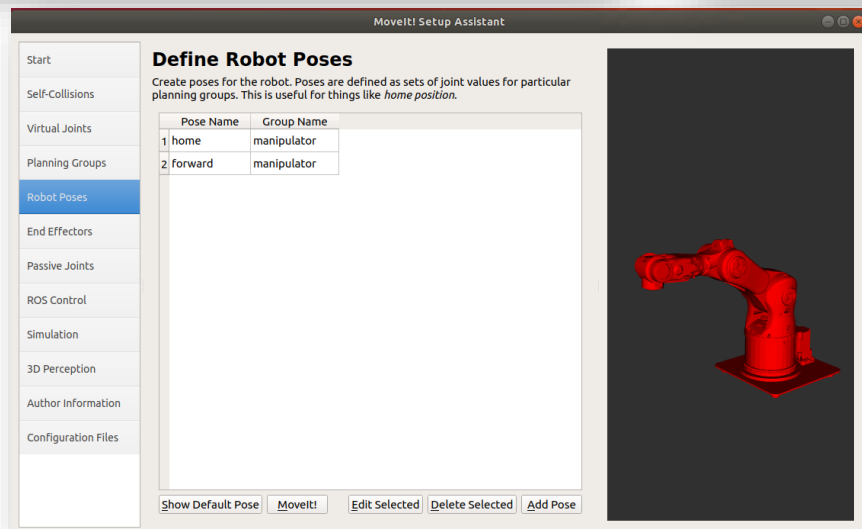 MoveIt! Setup Assistant
Start
Self-Collisions
Virtual Joints
Planning Groups
Robot Poses
End Effectors
Passive Joints
ROS Control
Simulation
3D Perception
Author Information
Configuration Files
Define Robot Poses
Create poses for the robot. Poses are defined as sets of joint values for particular
planning groups. This is useful for things like home position.
Pose Name Group Name
1 home manipulator
2 forward manipulator
Show Default Pose MoveIt! Edit Selected Delete Selected Add Pose